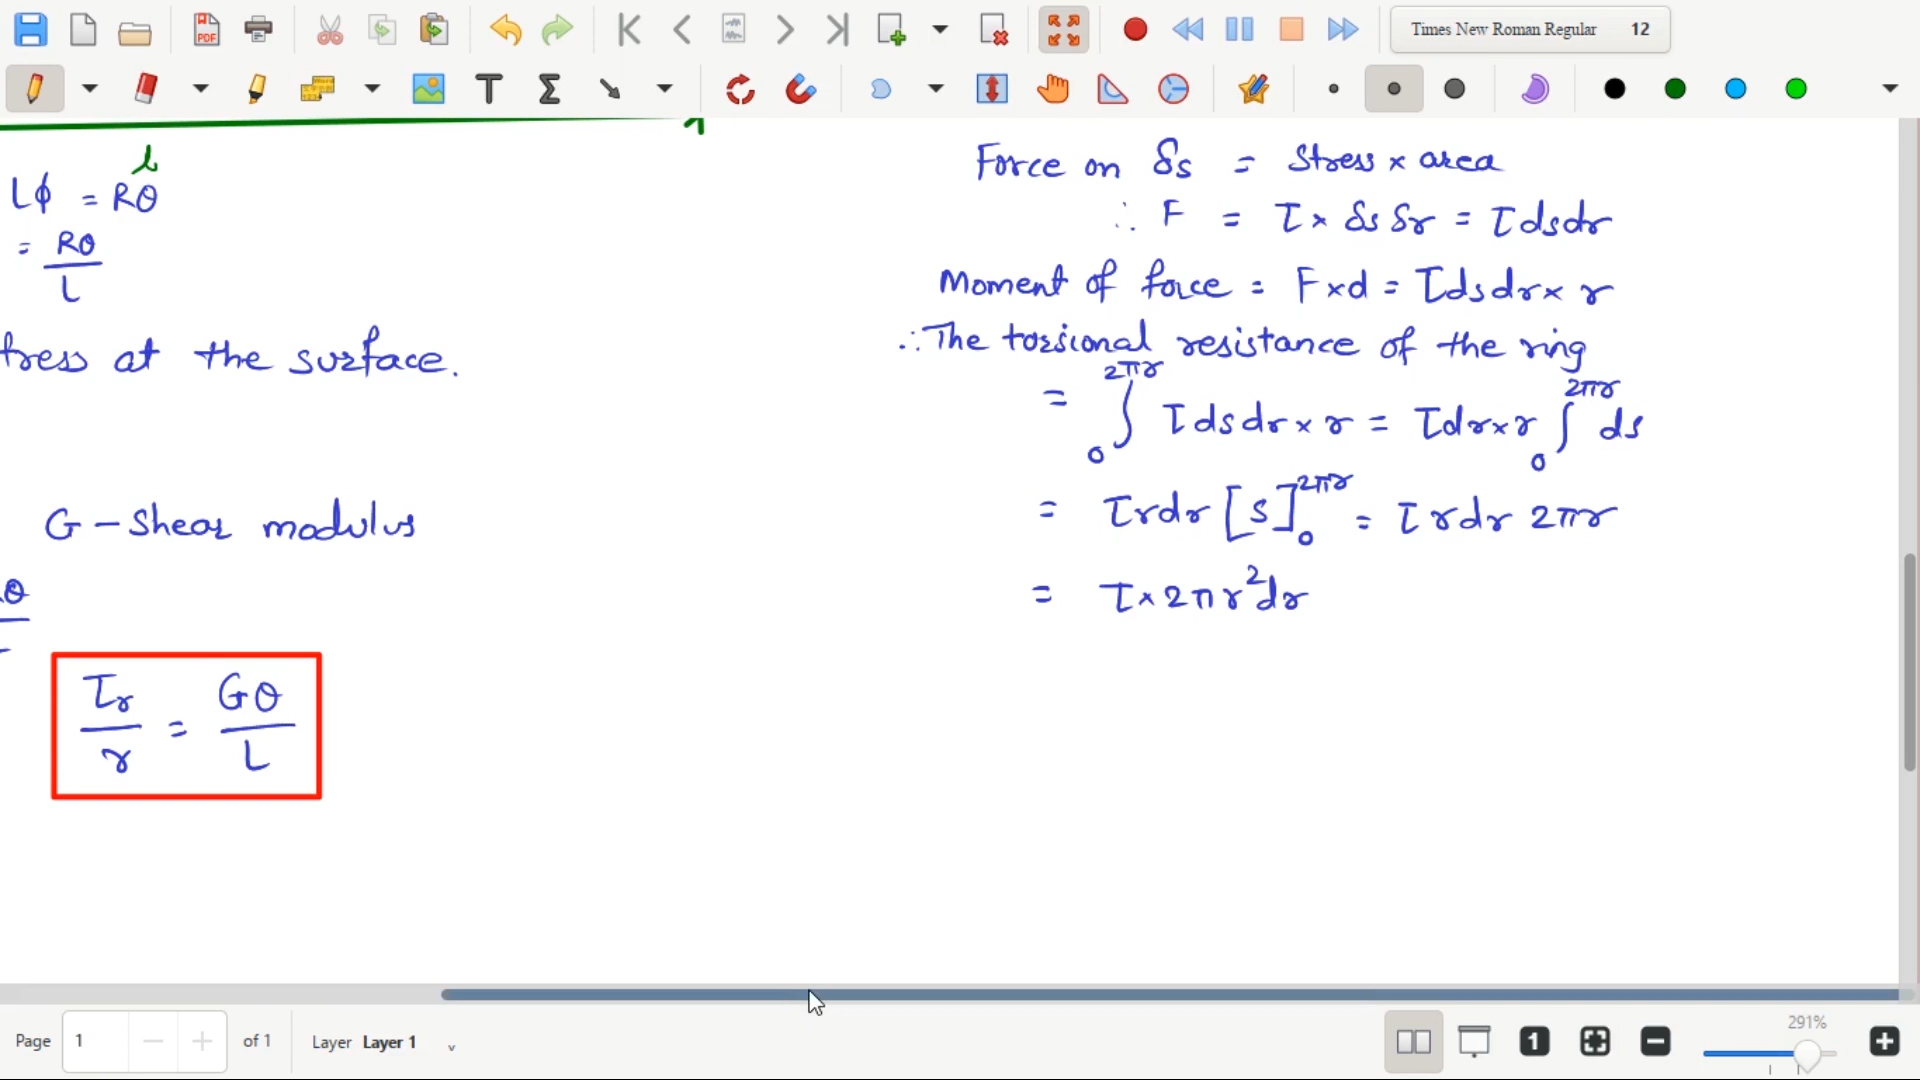 Times New Roman Regular 12
l
Lϕ = Rθ
= Rθ/L
tress at the surface.
G - Shear modulus
θ
τr/r = Gθ/L
Force on δs = Stress × area
∴ F = τ × δs δr = τ ds dr
Moment of force = F × d = τ ds dr × r
∴ The torsional resistance of the ring
= ∫₀^2πr τ ds dr × r = τ dr × r ∫₀^2πr ds
= τ r dr [s]₀^2πr = τ r dr 2πr
= τ × 2πr² dr
Page 1 of 1 Layer Layer 1 291%